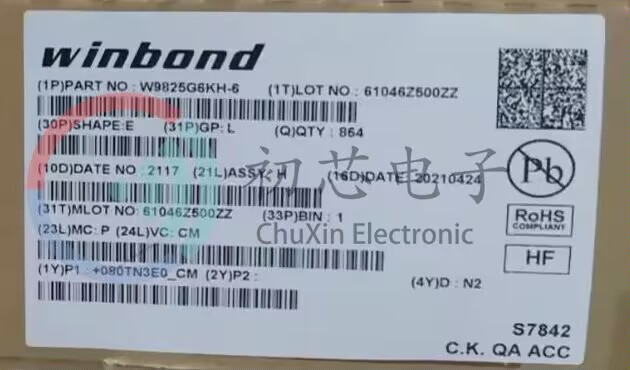 winbond
(1P)PART NO : W9825G6KH-6 (1T)LOT NO : 61046Z500ZZ
(30P)SHAPE:E (31P)GP: L (Q)QTY : 864
(10D)DATE NO : 2117 (21L)ASSY: H (16D)DATE : 20210424
(31T)MLOT NO: 61046Z500ZZ (33P)BIN : 1
(23L)MC: P (24L)VC: CM
(1Y)P1 : +080TN3E0_CM (2Y)P2 :
(4Y)D : N2
Pb
RoHS
COMPLIANT
HF
S7842
C.K. QA ACC
初芯电子
ChuXin Electronic